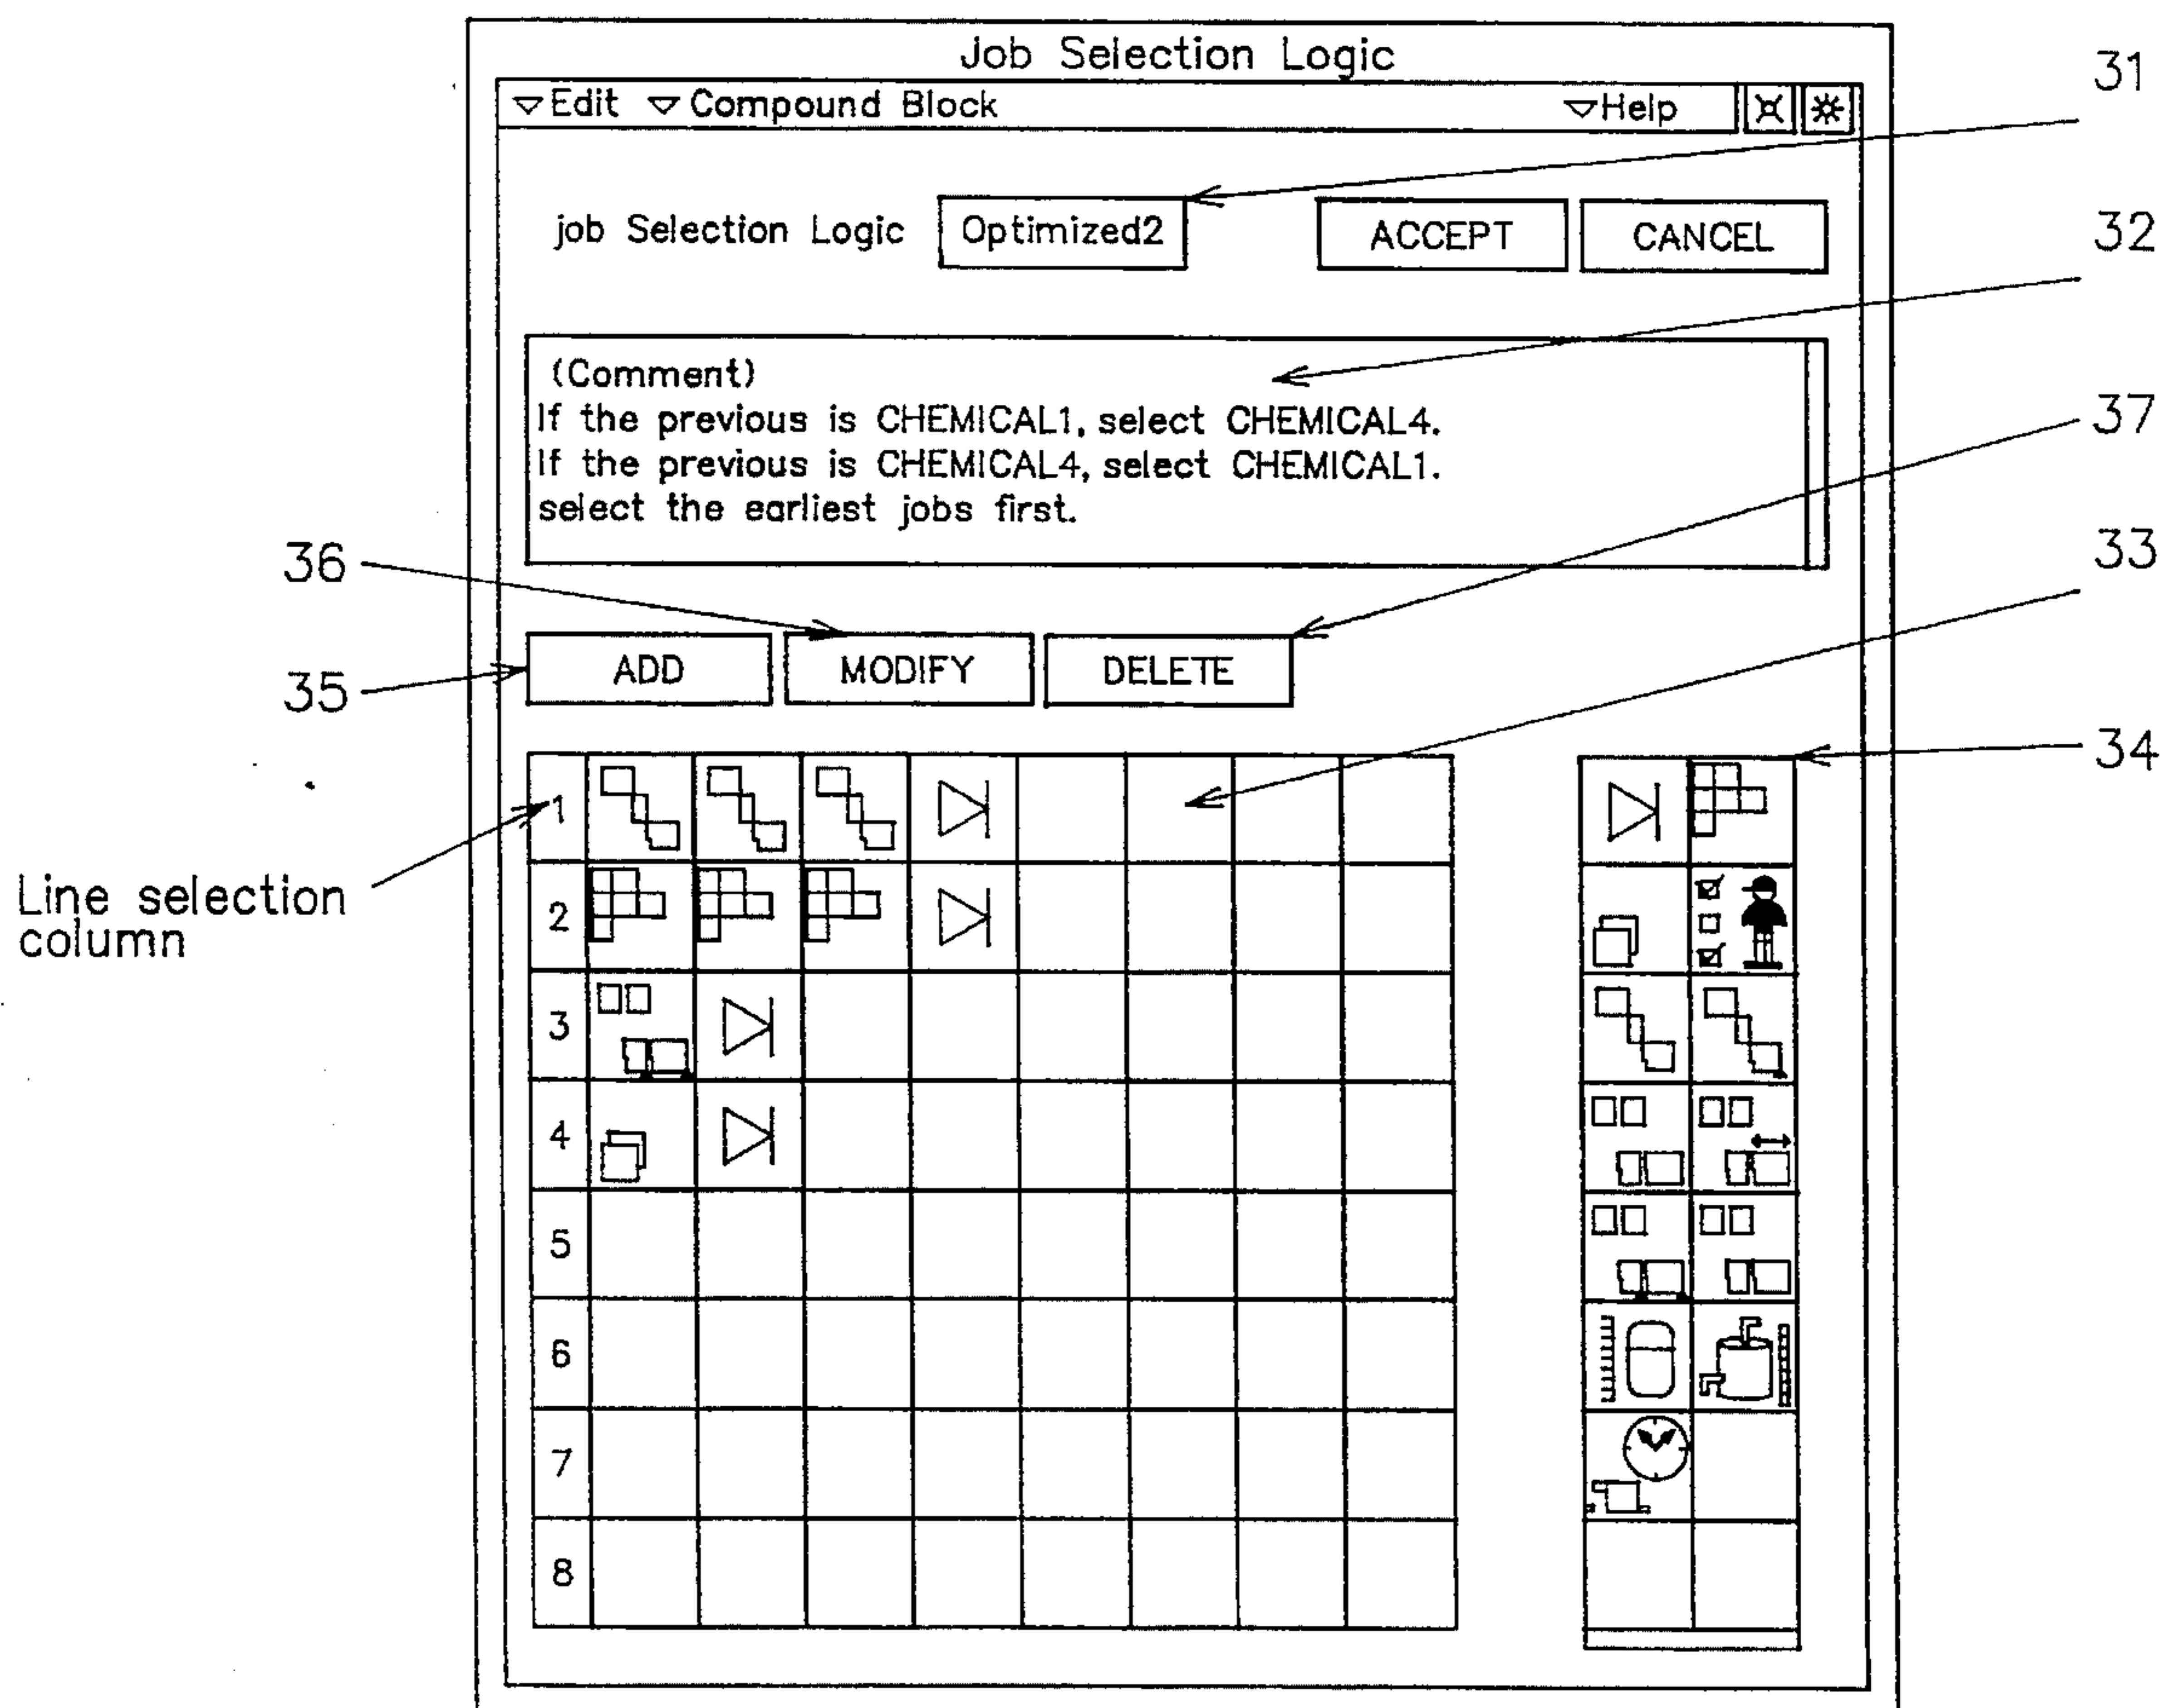 Job Selection Logic
Edit Compound Block Help
31
job Selection Logic Optimized2 ACCEPT CANCEL
32
(Comment)
If the previous is CHEMICAL1, select CHEMICAL4.
If the previous is CHEMICAL4, select CHEMICAL1.
select the earliest jobs first.
37
33
36
35
ADD MODIFY DELETE
34
Line selection
column
1
2
3
4
5
6
7
8